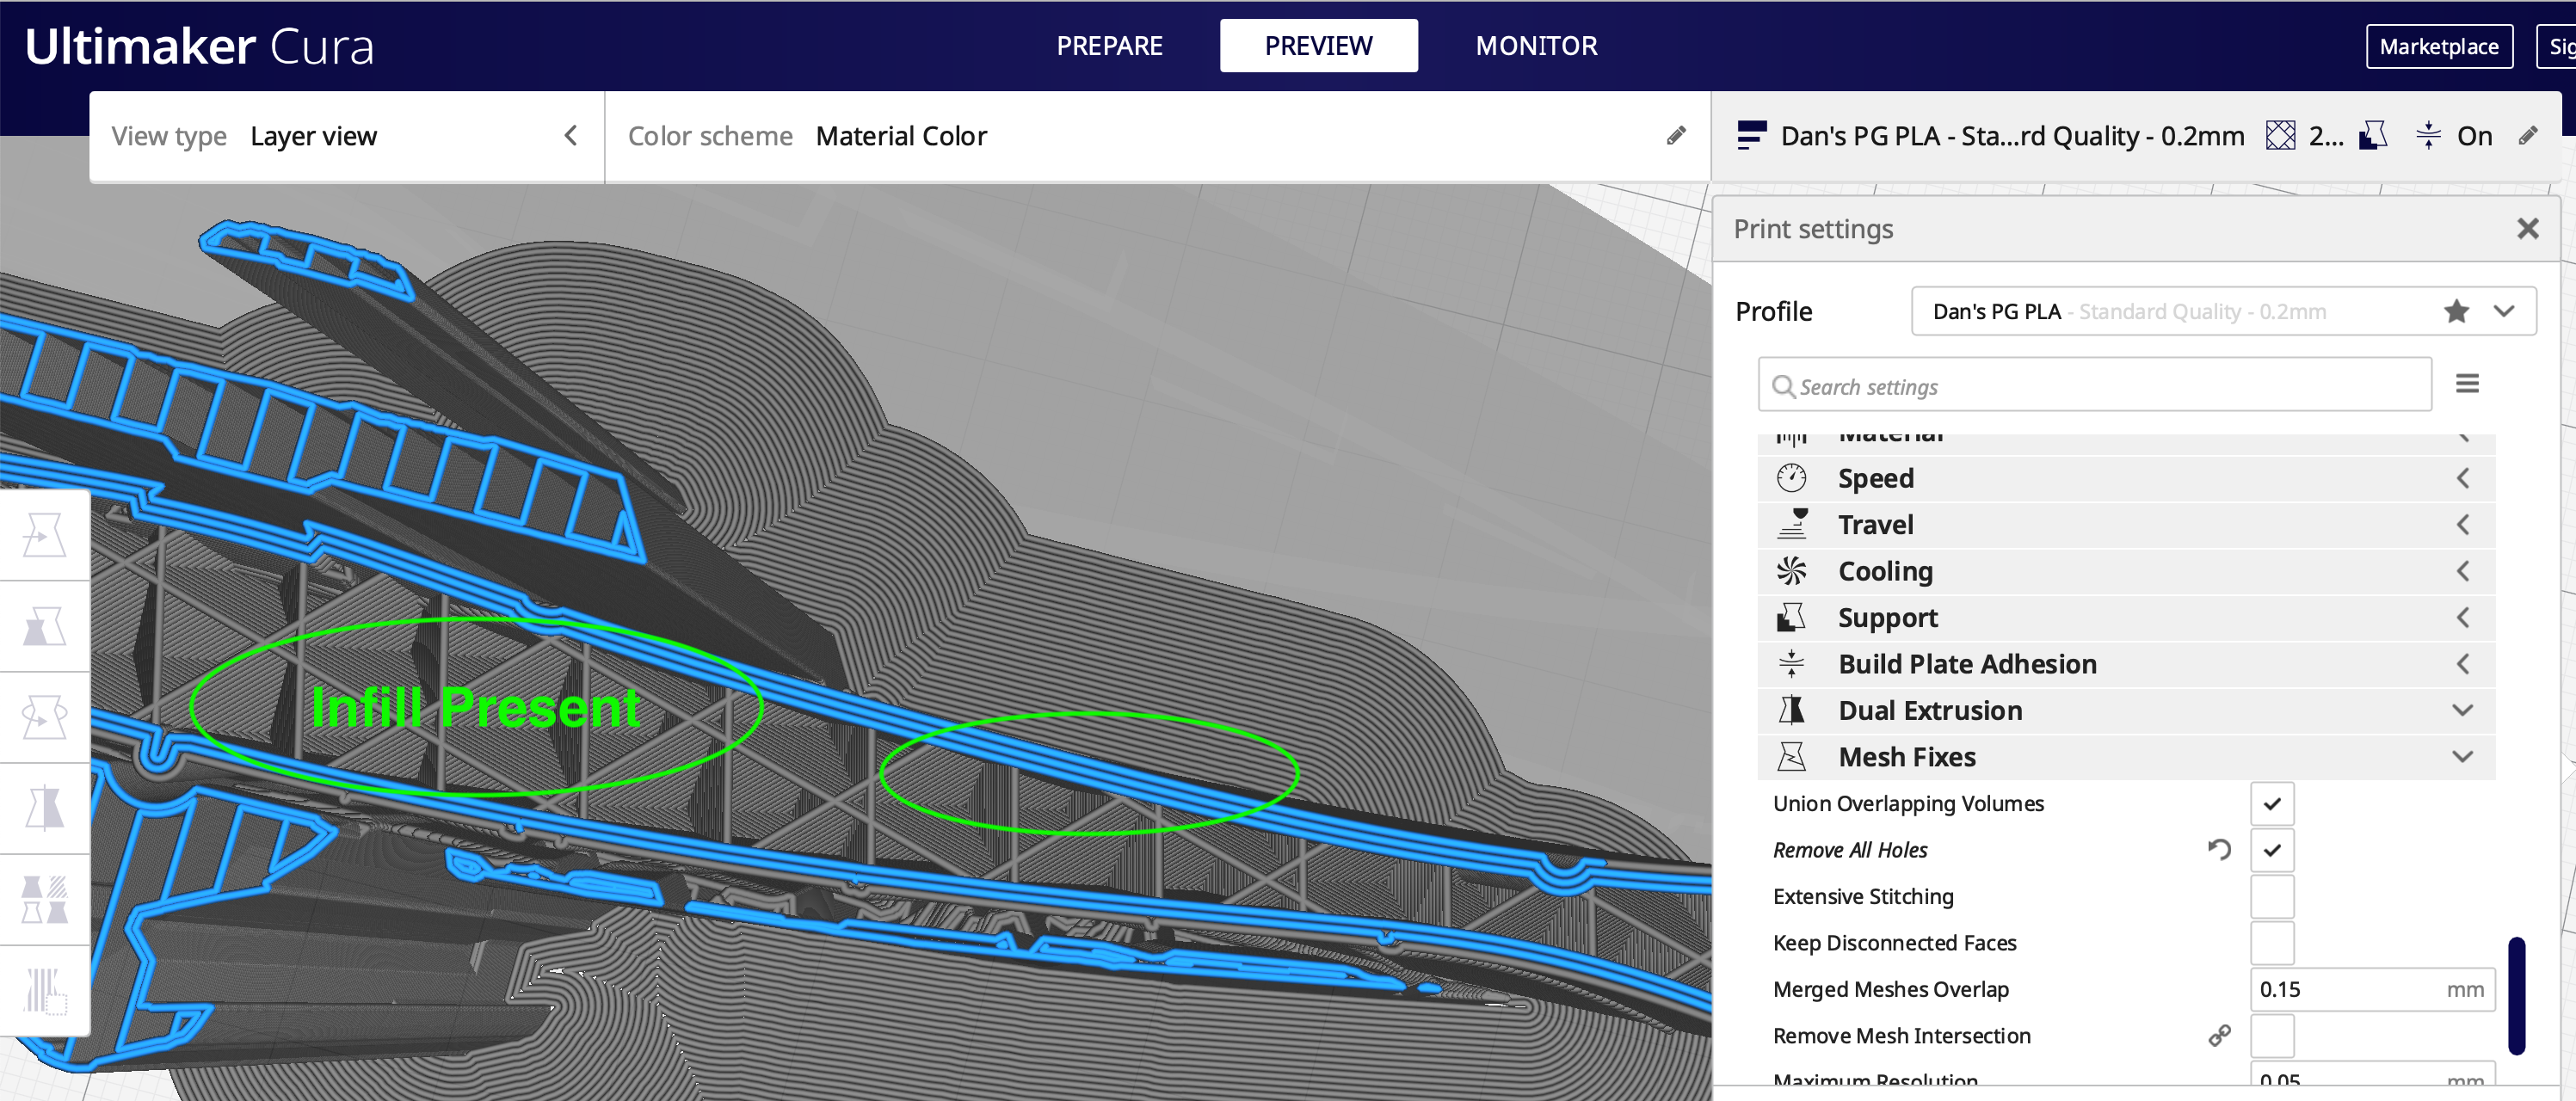 Ultimaker Cura
PREPARE
PREVIEW
MONITOR
Marketplace
View type Layer view
Color scheme Material Color
Dan's PG PLA - Sta...rd Quality - 0.2mm 2... On
Print settings
Profile
Dan's PG PLA - Standard Quality - 0.2mm
Search settings
Material
Speed
Travel
Cooling
Support
Build Plate Adhesion
Dual Extrusion
Mesh Fixes
Union Overlapping Volumes
Remove All Holes
Extensive Stitching
Keep Disconnected Faces
Merged Meshes Overlap 0.15 mm
Remove Mesh Intersection
Maximum Resolution 0.05 mm
Infill Present